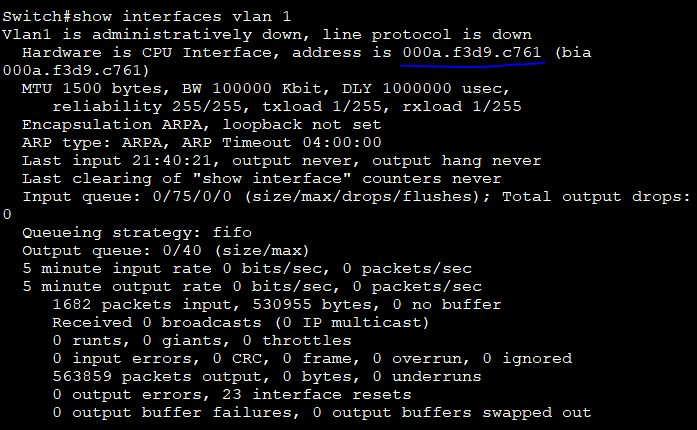 Switch#show interfaces vlan 1
Vlan1 is administratively down, line protocol is down
Hardware is CPU Interface, address is 000a.f3d9.c761 (bia
000a.f3d9.c761)
MTU 1500 bytes, BW 100000 Kbit, DLY 1000000 usec,
reliability 255/255, txload 1/255, rxload 1/255
Encapsulation ARPA, loopback not set
ARP type: ARPA, ARP Timeout 04:00:00
Last input 21:40:21, output never, output hang never
Last clearing of "show interface" counters never
Input queue: 0/75/0/0 (size/max/drops/flushes); Total output drops:
0
Queueing strategy: fifo
Output queue: 0/40 (size/max)
5 minute input rate 0 bits/sec, 0 packets/sec
5 minute output rate 0 bits/sec, 0 packets/sec
1682 packets input, 530955 bytes, 0 no buffer
Received 0 broadcasts (0 IP multicast)
0 runts, 0 giants, 0 throttles
0 input errors, 0 CRC, 0 frame, 0 overrun, 0 ignored
563859 packets output, 0 bytes, 0 underruns
0 output errors, 23 interface resets
0 output buffer failures, 0 output buffers swapped out